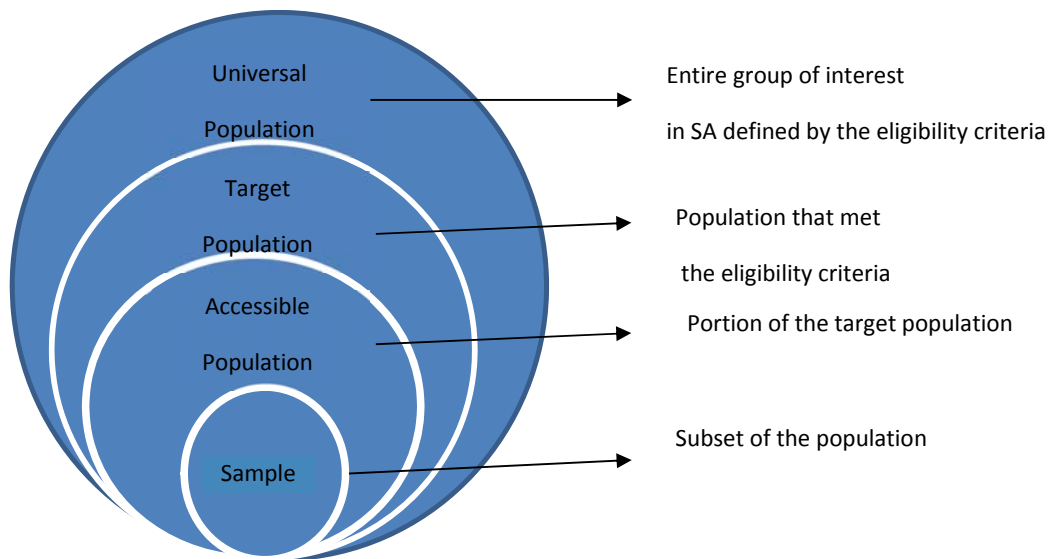 Universal
Population
Entire group of interest
in SA defined by the eligibility criteria
Target
Population
Population that met
the eligibility criteria
Accessible
Population
Portion of the target population
Sample
Subset of the population